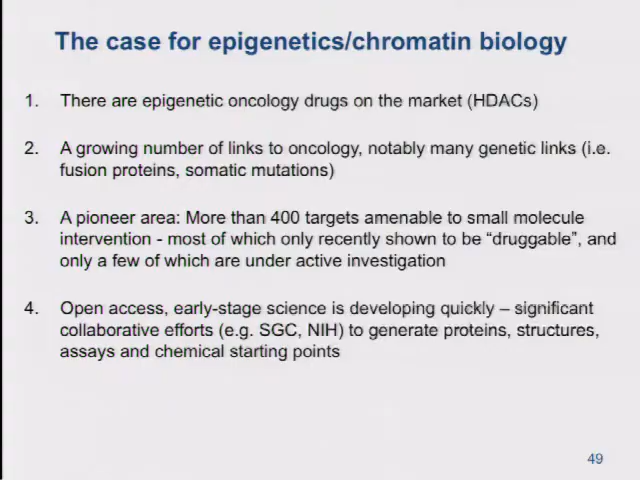 The case for epigenetics/chromatin biology
1. There are epigenetic oncology drugs on the market (HDACs)
2. A growing number of links to oncology, notably many genetic links (i.e.
fusion proteins, somatic mutations)
3. A pioneer area: More than 400 targets amenable to small molecule
intervention - most of which only recently shown to be “druggable”, and
only a few of which are under active investigation
4. Open access, early-stage science is developing quickly – significant
collaborative efforts (e.g. SGC, NIH) to generate proteins, structures,
assays and chemical starting points
49